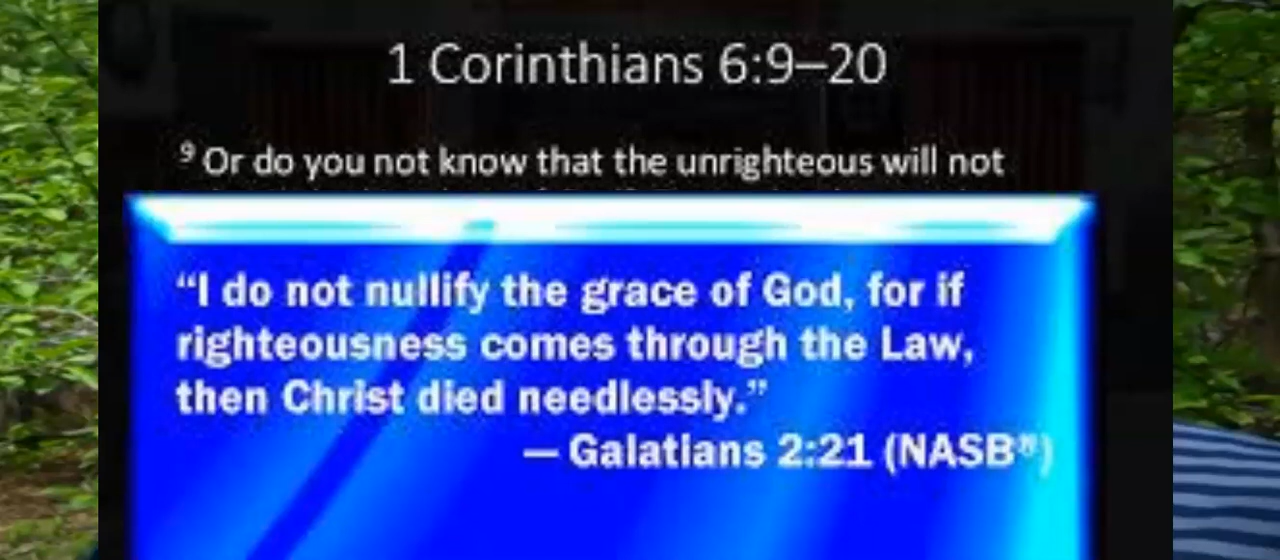 1 Corinthians 6:9–20
9 Or do you not know that the unrighteous will not
“I do not nullify the grace of God, for if
righteousness comes through the Law,
then Christ died needlessly.”
— Galatians 2:21 (NASB®)